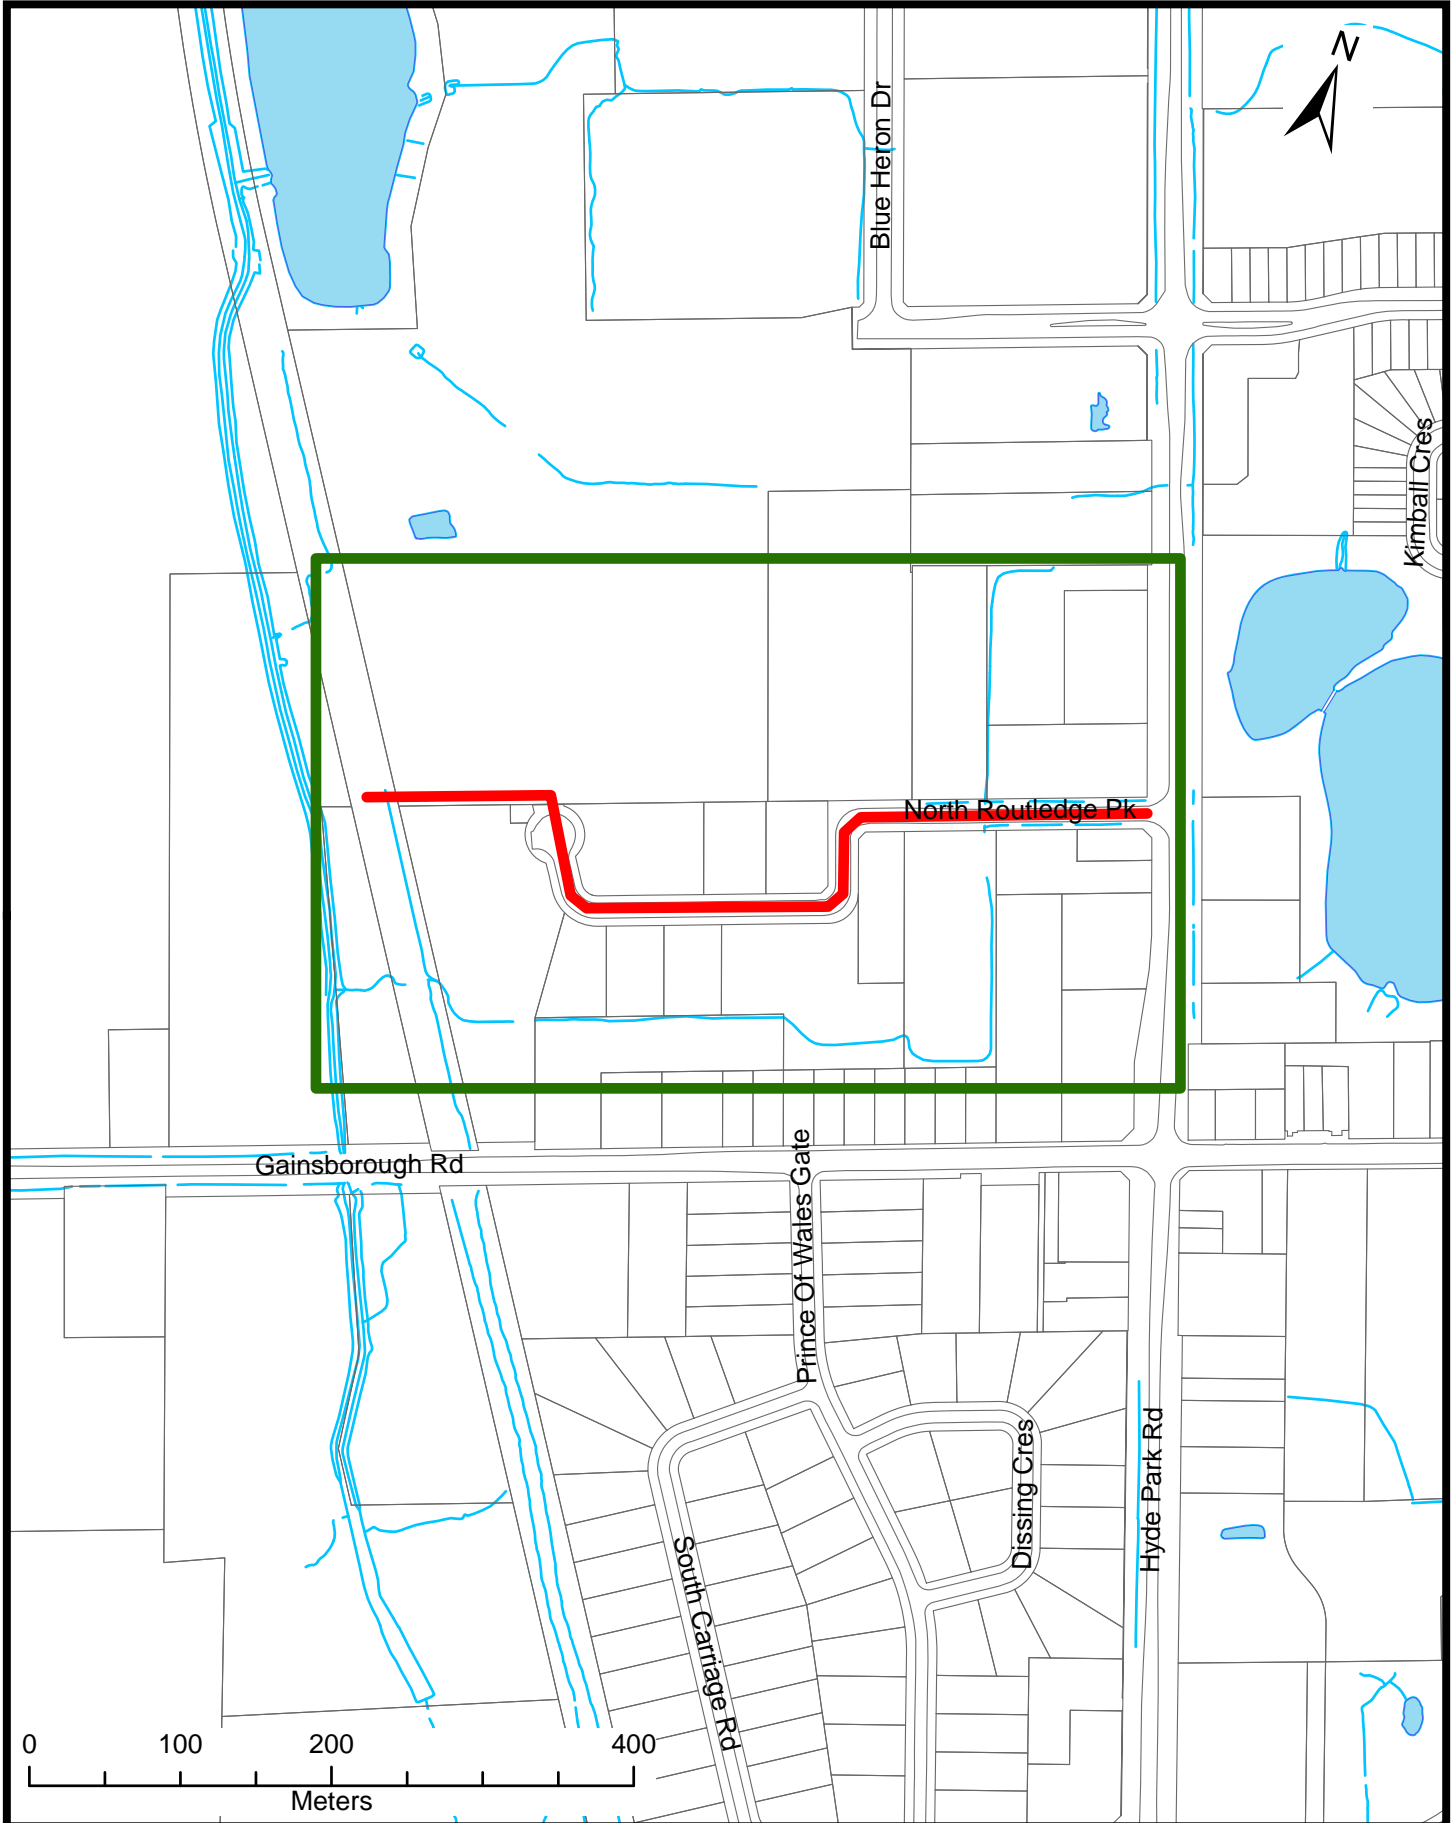 N
Blue Heron Dr
Kimball Cres
North Routledge Pk
Gainsborough Rd
Prince Of Wales Gate
Dissing Cres
Hyde Park Rd
South Carriage Rd
0 100 200 400
Meters